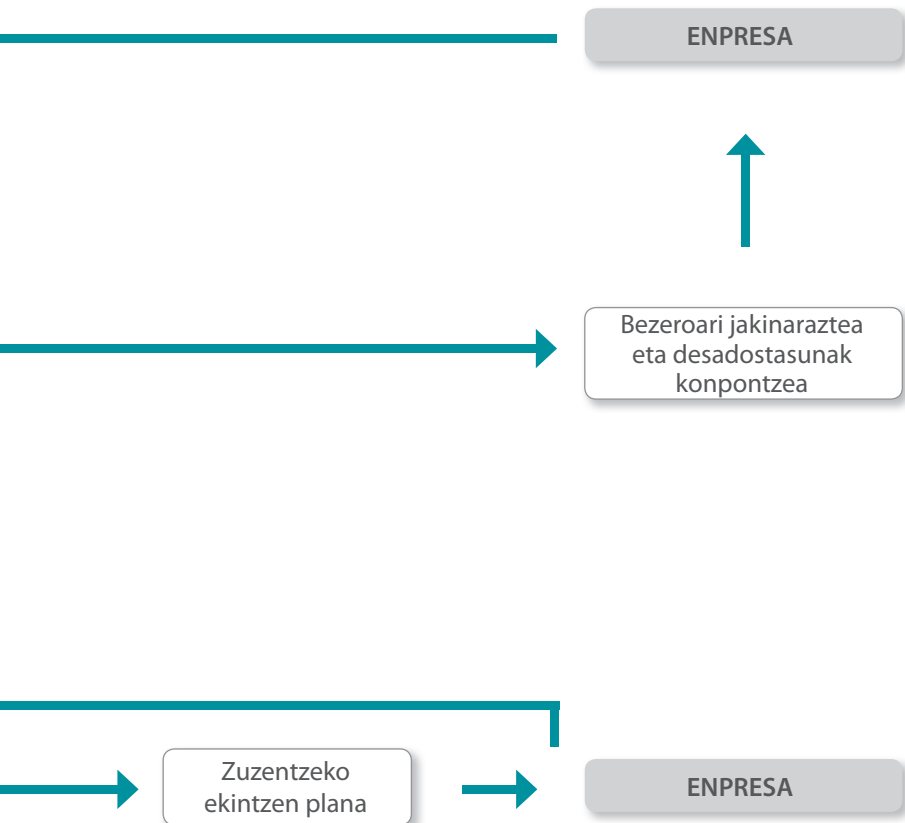 ENPRESA
Bezeroari jakinaraztea
eta desadostasunak
konpontzea
Zuzentzeko
ekintzen plana
ENPRESA